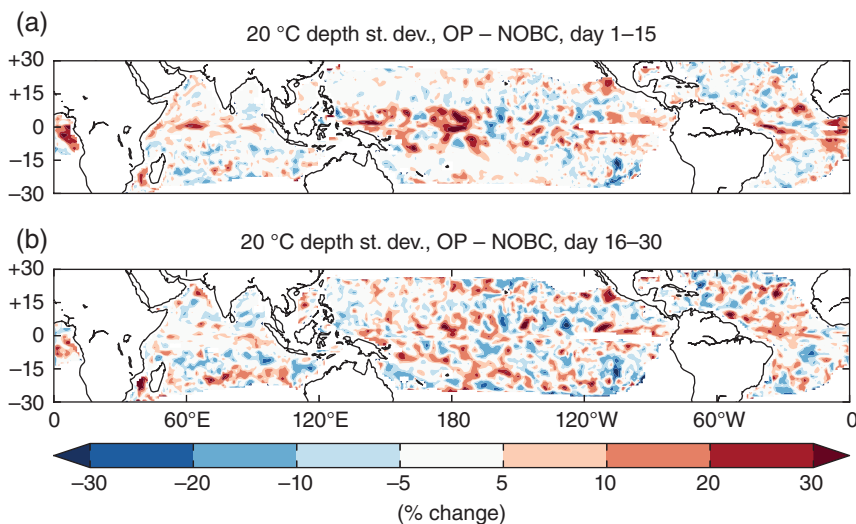 (a)
20 °C depth st. dev., OP – NOBC, day 1–15
+30
+15
0
–15
–30
(b)
20 °C depth st. dev., OP – NOBC, day 16–30
+30
+15
0
–15
–30
0 60°E 120°E 180 120°W 60°W 0
–30 –20 –10 –5 5 10 20 30
(% change)